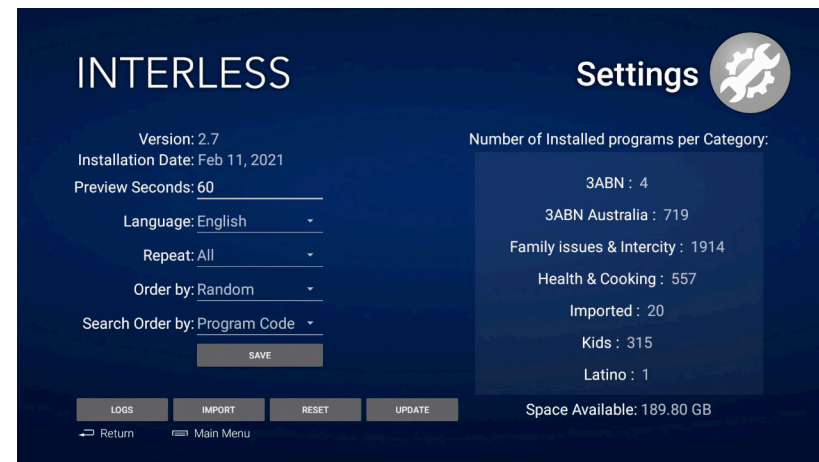 INTERLESS
Settings
Version: 2.7
Installation Date: Feb 11, 2021
Preview Seconds: 60
Language: English
Repeat: All
Order by: Random
Search Order by: Program Code
SAVE
LOGS
IMPORT
RESET
UPDATE
Return
Main Menu
Number of Installed programs per Category:
3ABN : 4
3ABN Australia : 719
Family issues & Intercity : 1914
Health & Cooking : 557
Imported : 20
Kids : 315
Latino : 1
Space Available: 189.80 GB